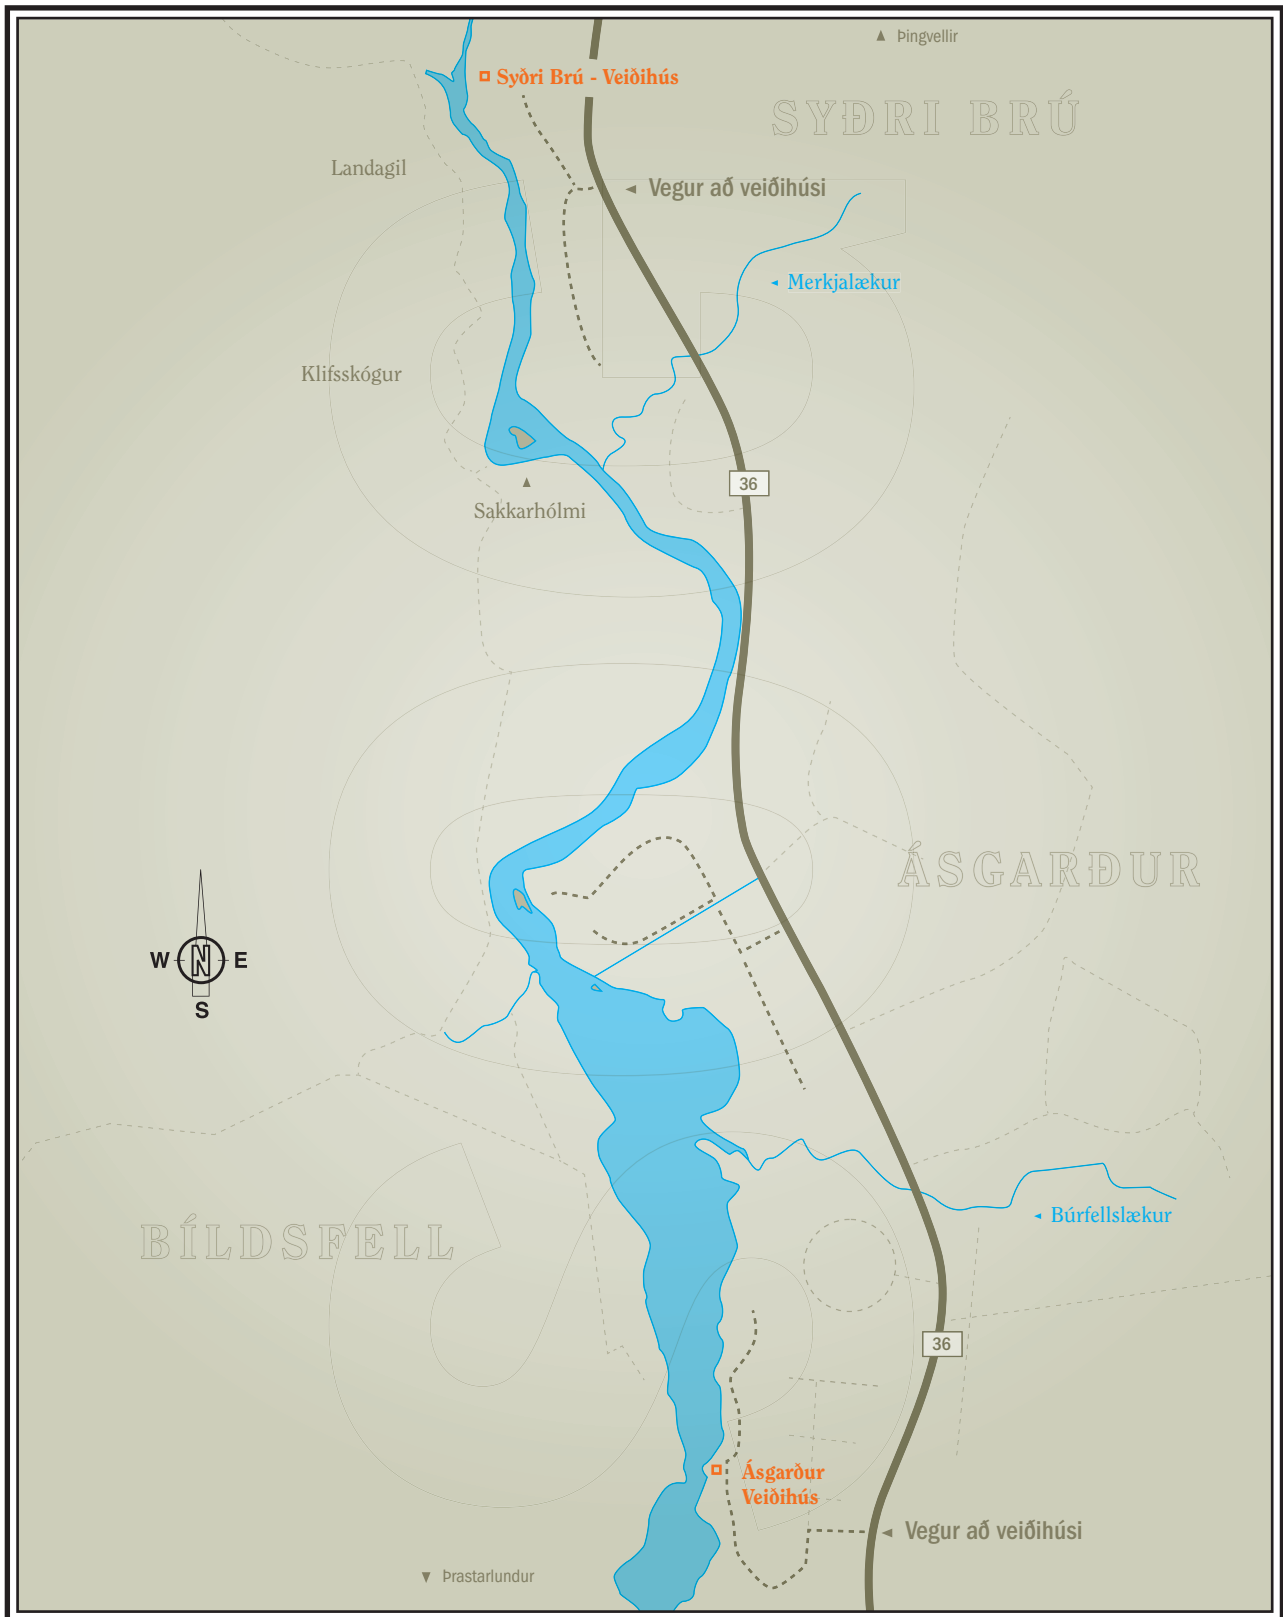 Þingvellir
Syðri Brú - Veiðihús
SYÐRI BRÚ
Landagil
Vegur að veiðihúsi
Merkjalækur
Klifsskógur
36
Sakkarhólmi
ÁSGARÐUR
N
W
E
S
BÍLDSFELL
Búrfellslækur
36
Ásgarður
Veiðihús
Vegur að veiðihúsi
Þrastarlundur